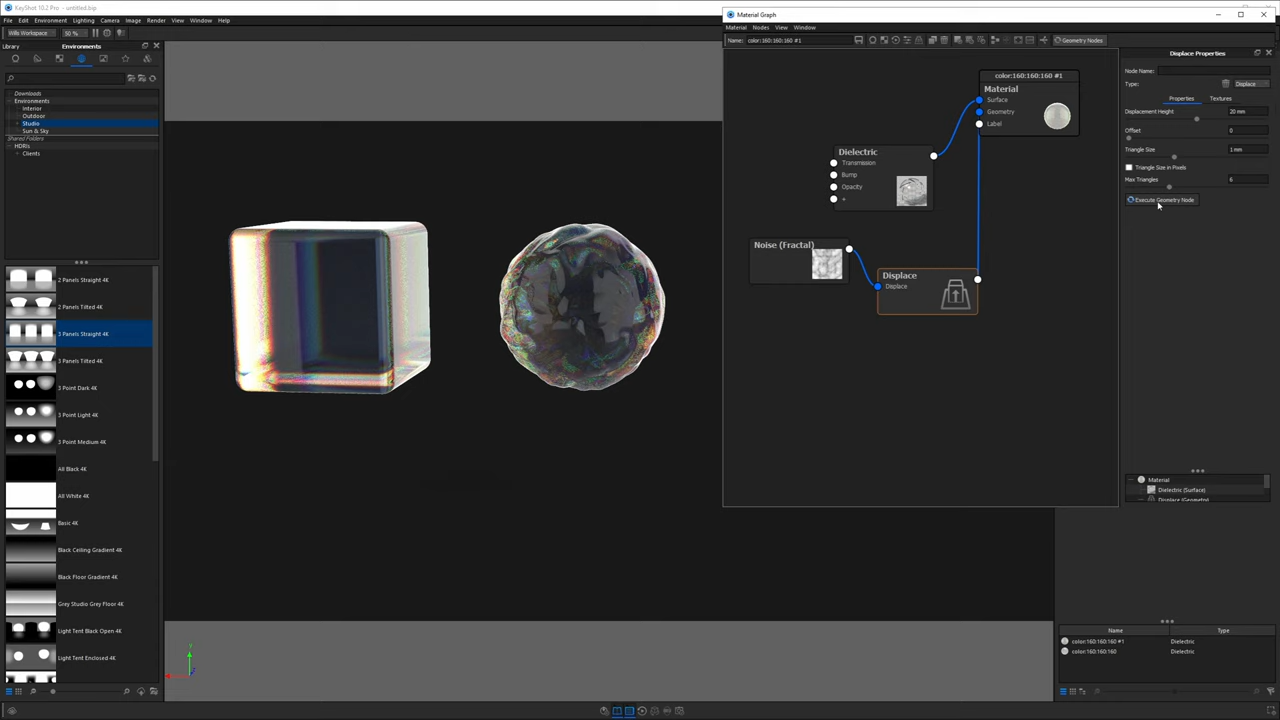 KeyShot 10.2 Pro - untitled.bip
File Edit Environment Lighting Camera Image Render View Window Help
Wills Workspace
50 %
Library
Environments
Downloads
Environments
Interior
Outdoor
Studio
Sun & Sky
Shared Folders
HDRIs
Clients
2 Panels Straight 4K
2 Panels Tilted 4K
3 Panels Straight 4K
3 Panels Tilted 4K
3 Point Dark 4K
3 Point Light 4K
3 Point Medium 4K
All Black 4K
All White 4K
Basic 4K
Black Ceiling Gradient 4K
Black Floor Gradient 4K
Grey Studio Grey Floor 4K
Light Tent Black Open 4K
Light Tent Enclosed 4K
Material Graph
Material Nodes View Window
Name: color:160:160:160 #1
Geometry Nodes
color:160:160:160 #1
Material
Surface
Geometry
Label
Dielectric
Transmission
Bump
Opacity
+
Noise (Fractal)
Displace
Displace
Displace Properties
Node Name:
Type:
Displace
Properties
Textures
Displacement Height
20 mm
Offset
0
Triangle Size
1 mm
Triangle Size in Pixels
Max Triangles
6
Execute Geometry Node
Material
Dielectric (Surface)
Displace (Geometry)
Name
Type
color:160:160:160 #1
Dielectric
color:160:160:160
Dielectric